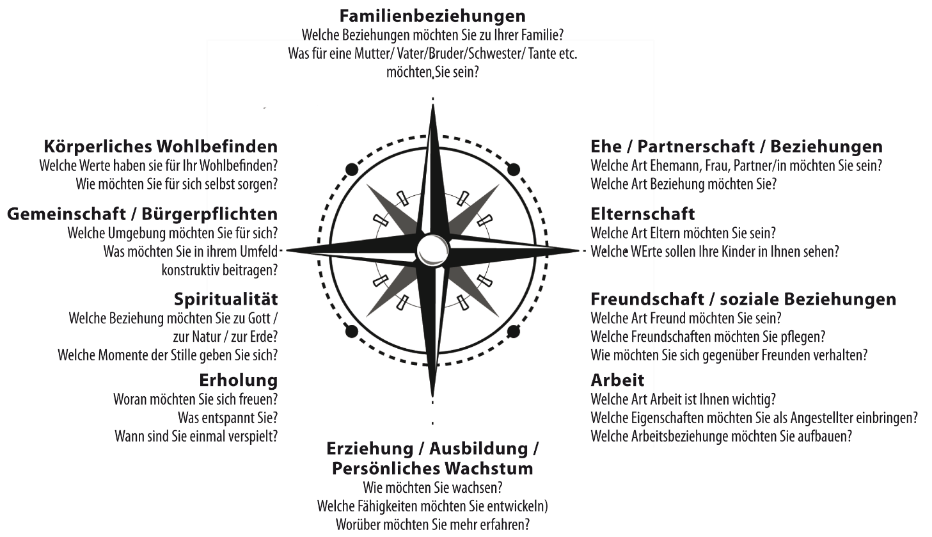 Familienbeziehungen
Welche Beziehungen möchten Sie zu Ihrer Familie?
Was für eine Mutter/ Vater/Bruder/Schwester/ Tante etc.
möchten Sie sein?
Körperliches Wohlbefinden
Welche Werte haben sie für Ihr Wohlbefinden?
Wie möchten Sie für sich selbst sorgen?
Gemeinschaft / Bürgerpflichten
Welche Umgebung möchten Sie für sich?
Was möchten Sie in ihrem Umfeld
konstruktiv beitragen?
Spiritualität
Welche Beziehung möchten Sie zu Gott /
zur Natur / zur Erde?
Welche Momente der Stille geben Sie sich?
Erholung
Woran möchten Sie sich freuen?
Was entspannt Sie?
Wann sind Sie einmal verspielt?
Ehe / Partnerschaft / Beziehungen
Welche Art Ehemann, Frau, Partner/in möchten Sie sein?
Welche Art Beziehung möchten Sie?
Elternschaft
Welche Art Eltern möchten Sie sein?
Welche WErte sollen Ihre Kinder in Ihnen sehen?
Freundschaft / soziale Beziehungen
Welche Art Freund möchten Sie sein?
Welche Freundschaften möchten Sie pflegen?
Wie möchten Sie sich gegenüber Freunden verhalten?
Arbeit
Welche Art Arbeit ist Ihnen wichtig?
Welche Eigenschaften möchten Sie als Angestellter einbringen?
Welche Arbeitsbeziehunge möchten Sie aufbauen?
Erziehung / Ausbildung /
Persönliches Wachstum
Wie möchten Sie wachsen?
Welche Fähigkeiten möchten Sie entwickeln)
Worüber möchten Sie mehr erfahren?